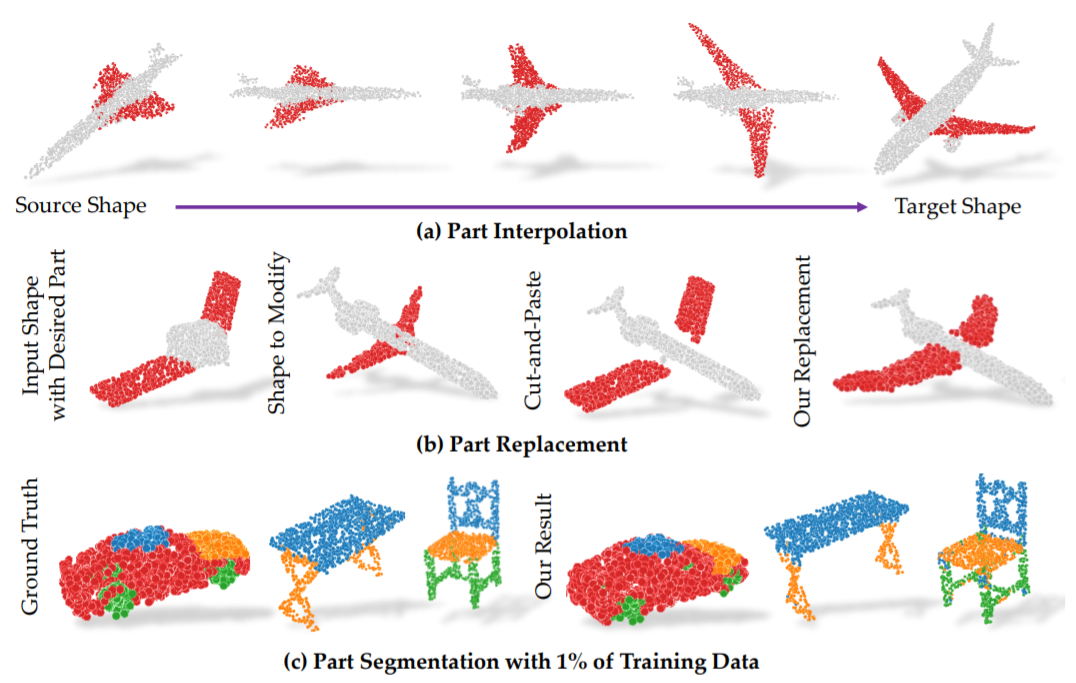 Source Shape
Target Shape
(a) Part Interpolation
Input Shape
with Desired Part
Shape to Modify
Cut-and-Paste
Our Replacement
(b) Part Replacement
Ground Truth
Our Result
(c) Part Segmentation with 1% of Training Data